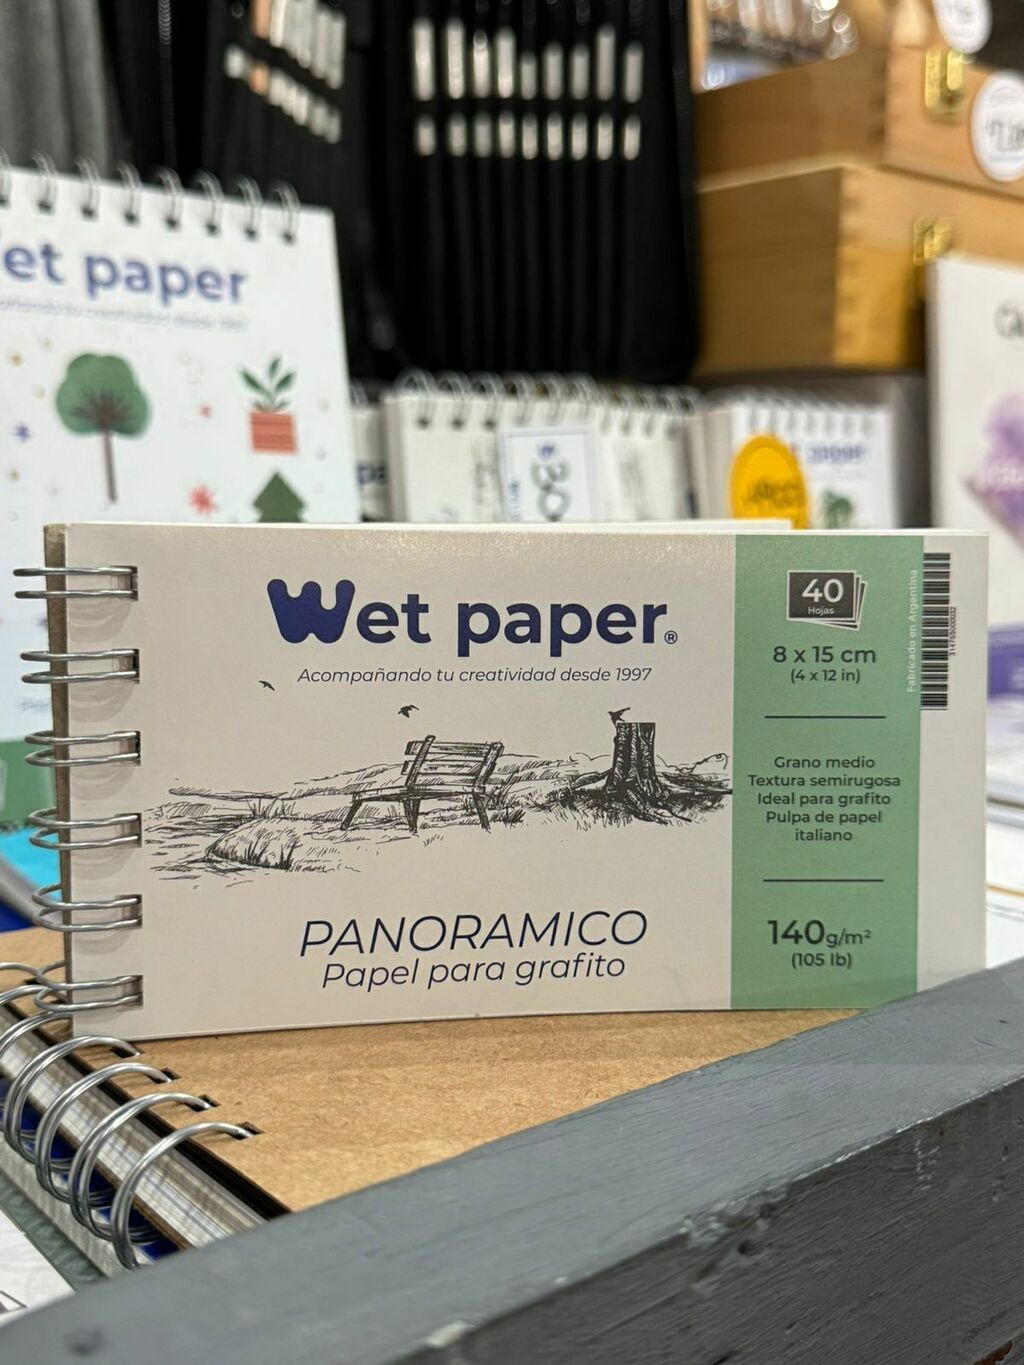 et paper
Wet paper®
Acompañando tu creatividad desde 1997
PANORAMICO
Papel para grafito
40
Hojas
8 x 15 cm
(4 x 12 in)
Grano medio
Textura semirugosa
Ideal para grafito
Pulpa de papel
italiano
140g/m²
(105 lb)
Fabricado en Argentina
paper